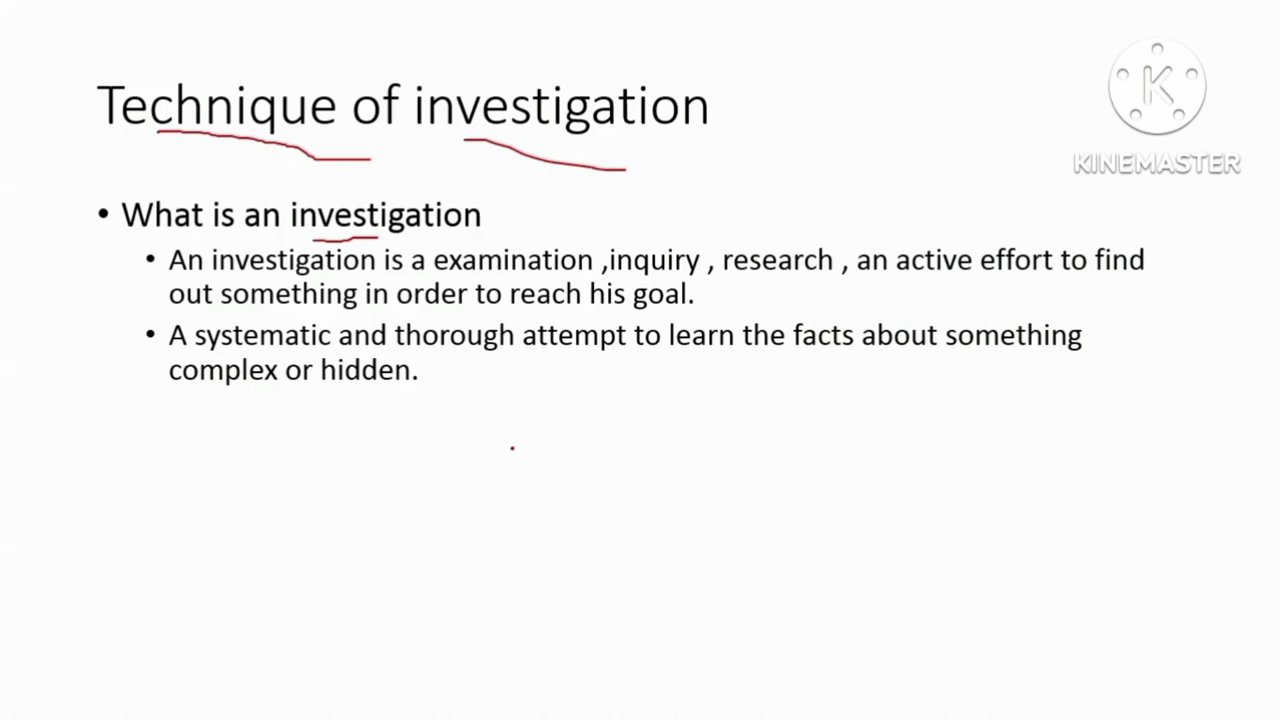 Technique of investigation
K
KINEMASTER
• What is an investigation
• An investigation is a examination ,inquiry , research , an active effort to find
out something in order to reach his goal.
• A systematic and thorough attempt to learn the facts about something
complex or hidden.